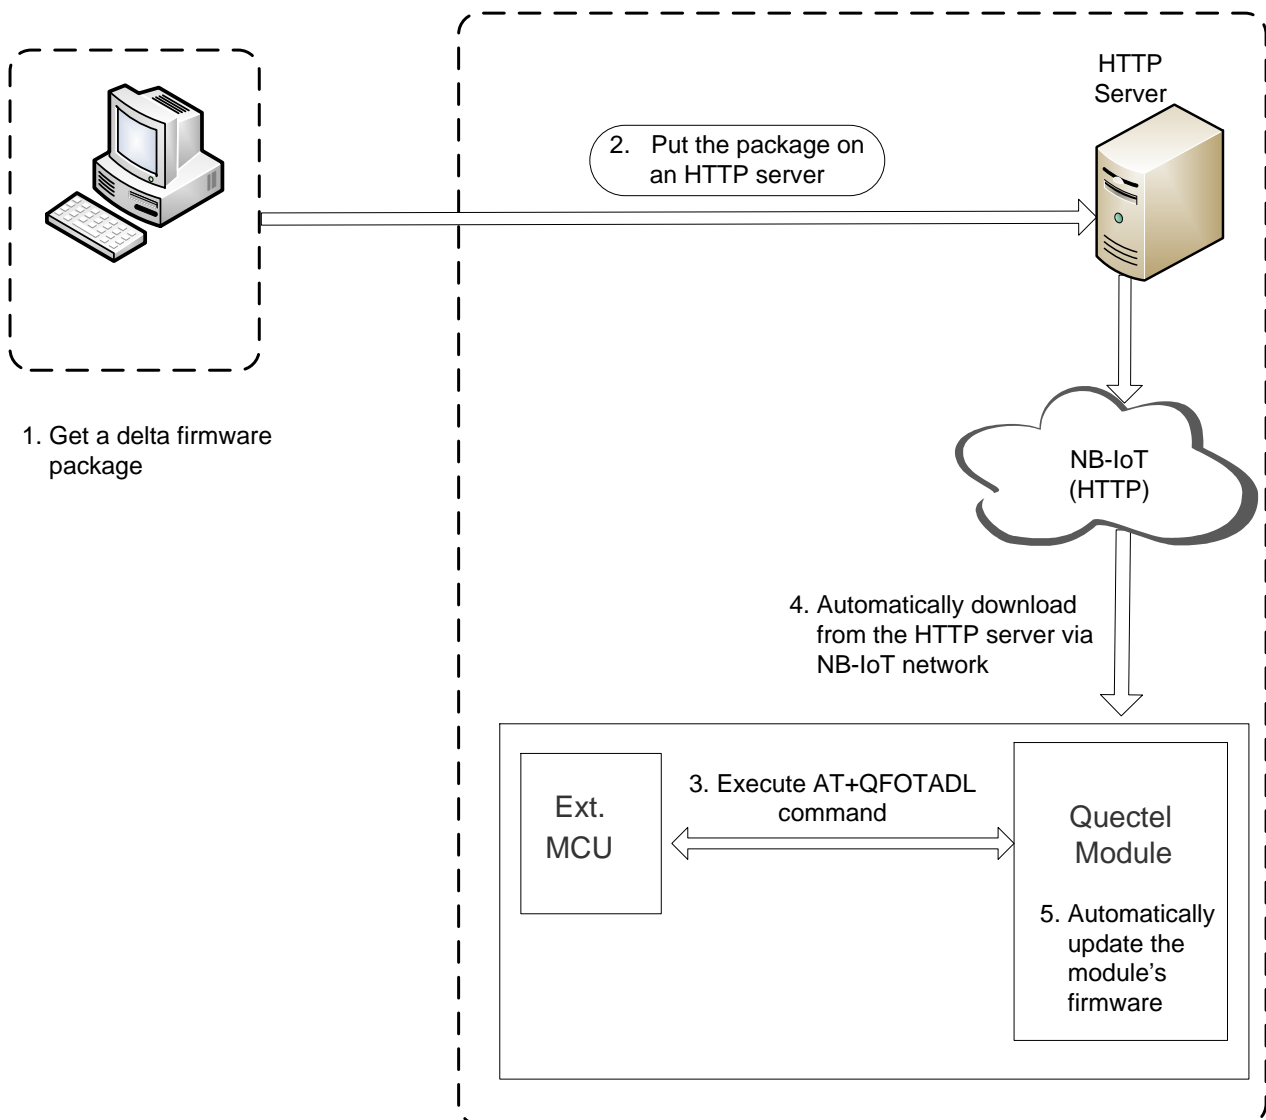 HTTP
Server
2. Put the package on
an HTTP server
1. Get a delta firmware
package
NB-IoT
(HTTP)
4. Automatically download
from the HTTP server via
NB-IoT network
Ext.
MCU
3. Execute AT+QFOTADL
command
Quectel
Module
5. Automatically
update the
module’s
firmware